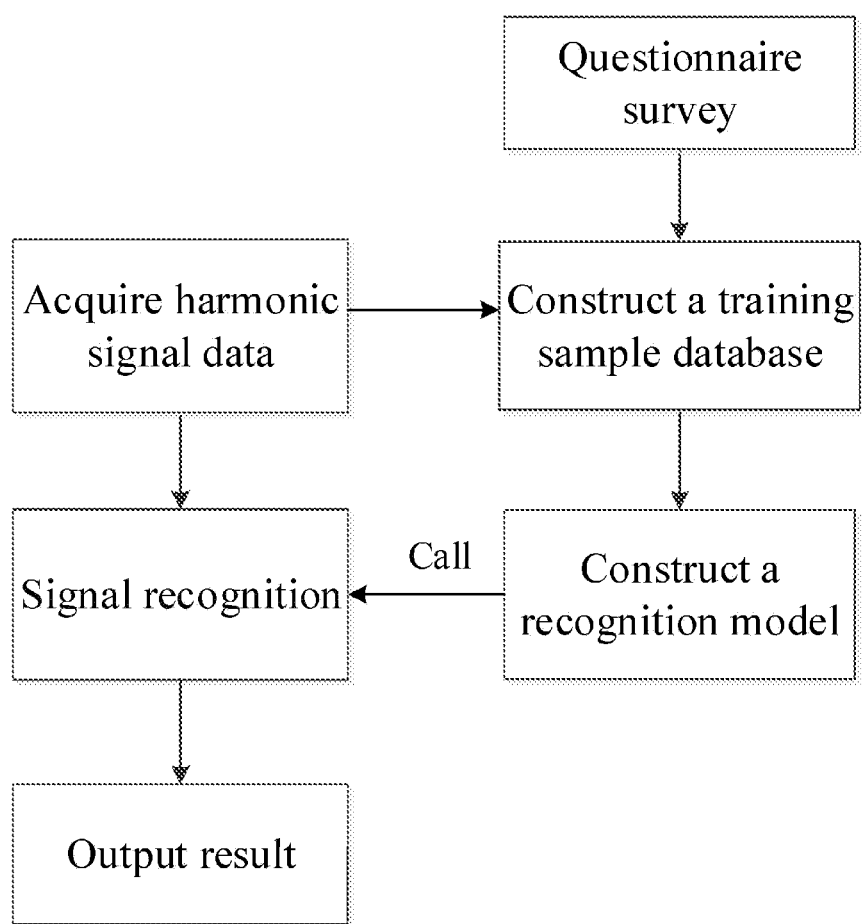 Questionnaire
survey
Acquire harmonic
signal data
Construct a training
sample database
Signal recognition
Call
Construct a
recognition model
Output result